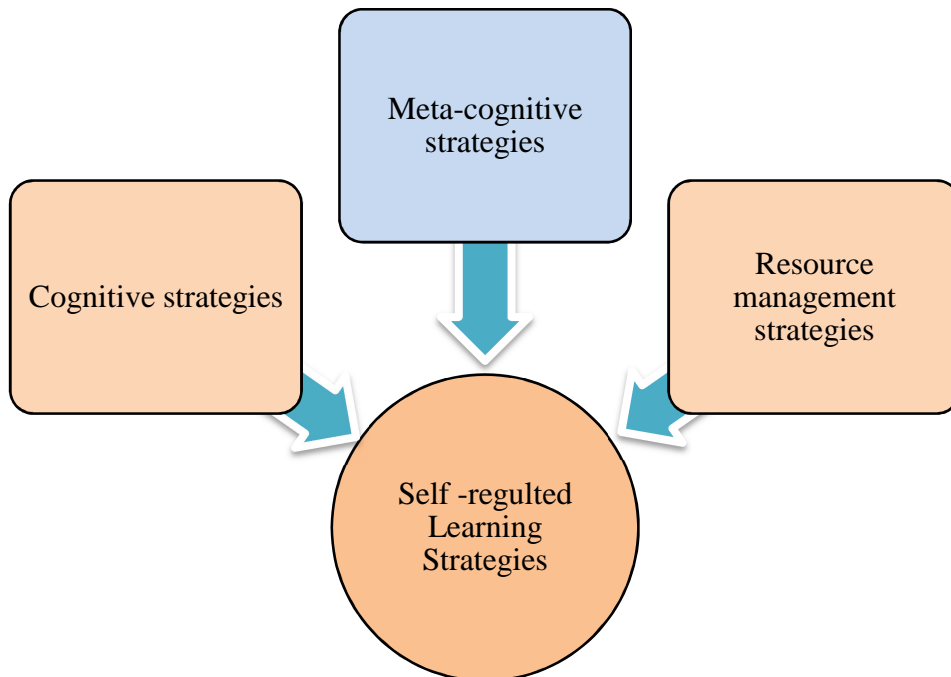 Meta-cognitive
strategies
Cognitive strategies
Resource
management
strategies
Self -regulted
Learning
Strategies